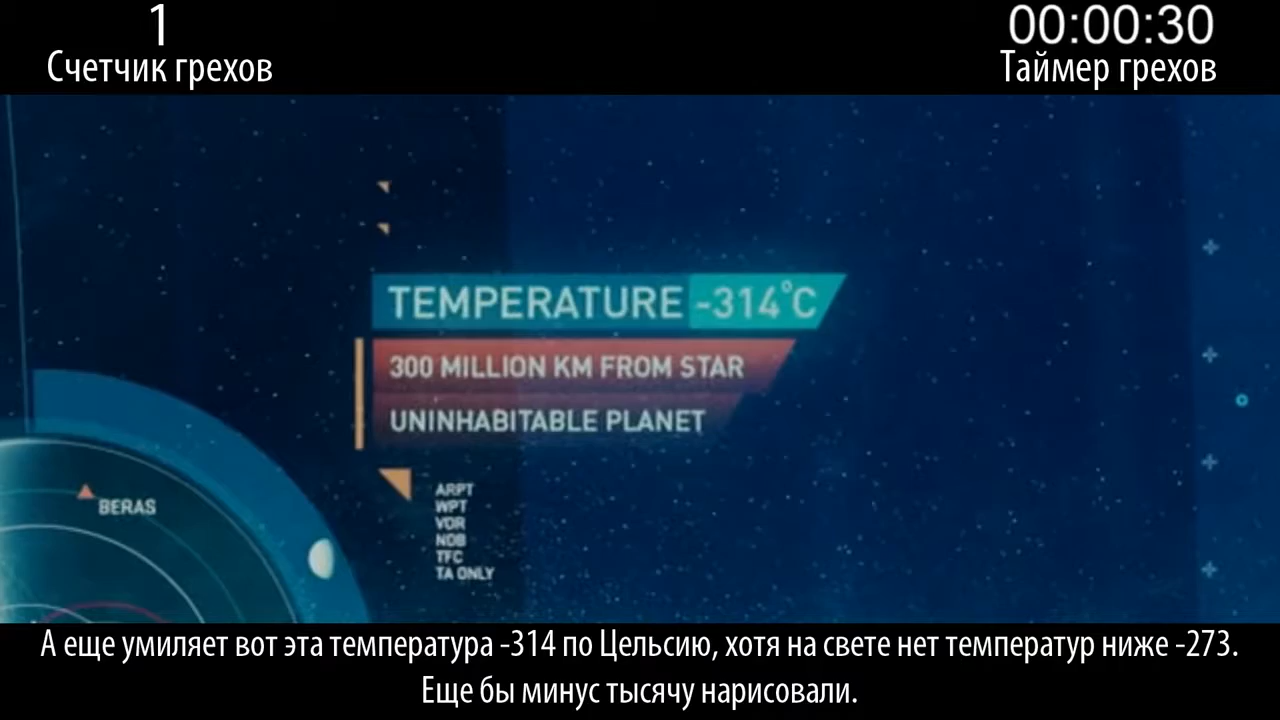 1
Счетчик грехов
00:00:30
Таймер грехов
TEMPERATURE -314°C
300 MILLION KM FROM STAR
UNINHABITABLE PLANET
BERAS
ARPT
WPT
VOR
NOB
TFC
TA ONLY
А еще умиляет вот эта температура -314 по Цельсию, хотя на свете нет температур ниже -273.
Еще бы минус тысячу нарисовали.